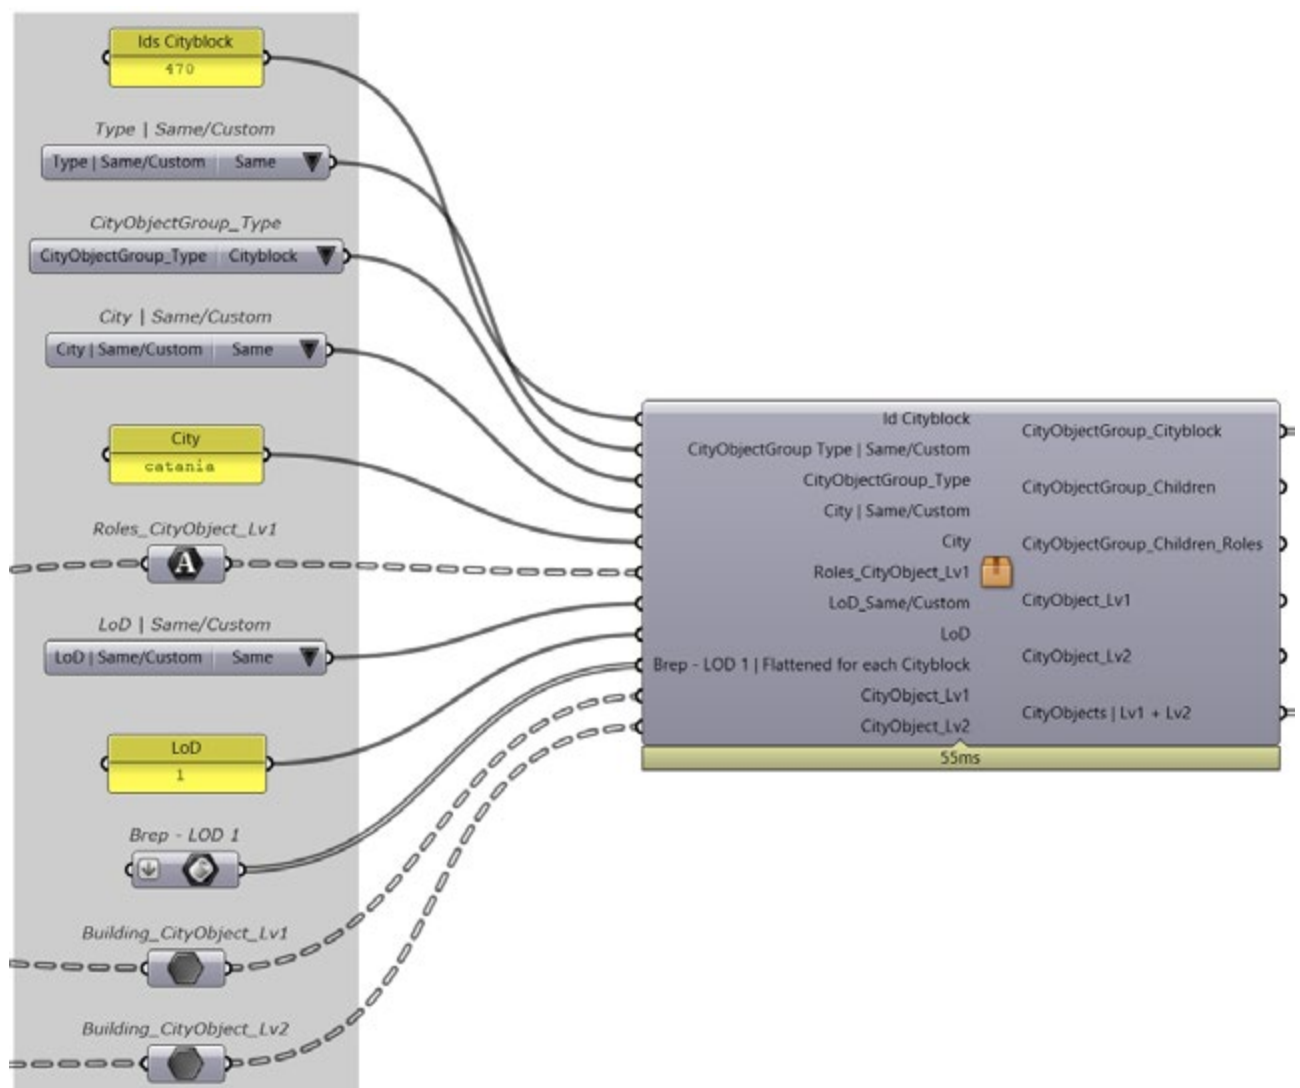 Ids Cityblock
470
Type | Same/Custom
Type | Same/Custom Same
CityObjectGroup_Type
CityObjectGroup_Type Cityblock
City | Same/Custom
City | Same/Custom Same
City
catania
Roles_CityObject_Lv1
A
LoD | Same/Custom
LoD | Same/Custom Same
LoD
1
Brep - LOD 1
Building_CityObject_Lv1
Building_CityObject_Lv2
Id Cityblock
CityObjectGroup Type | Same/Custom
CityObjectGroup_Type
City | Same/Custom
City
Roles_CityObject_Lv1
LoD_Same/Custom
LoD
Brep - LOD 1 | Flattened for each Cityblock
CityObject_Lv1
CityObject_Lv2
CityObjectGroup_Cityblock
CityObjectGroup_Children
CityObjectGroup_Children_Roles
CityObject_Lv1
CityObject_Lv2
CityObjects | Lv1 + Lv2
55ms